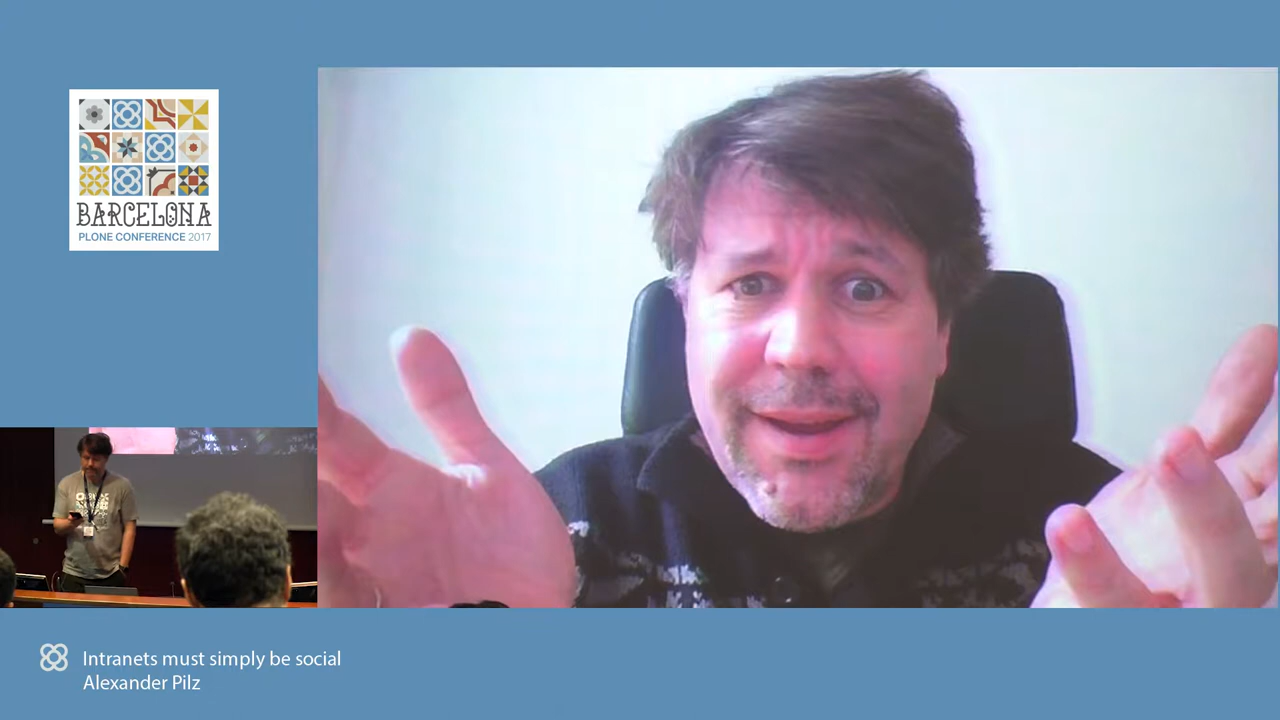 BARCELONA
PLONE CONFERENCE 2017
Intranets must simply be social
Alexander Pilz